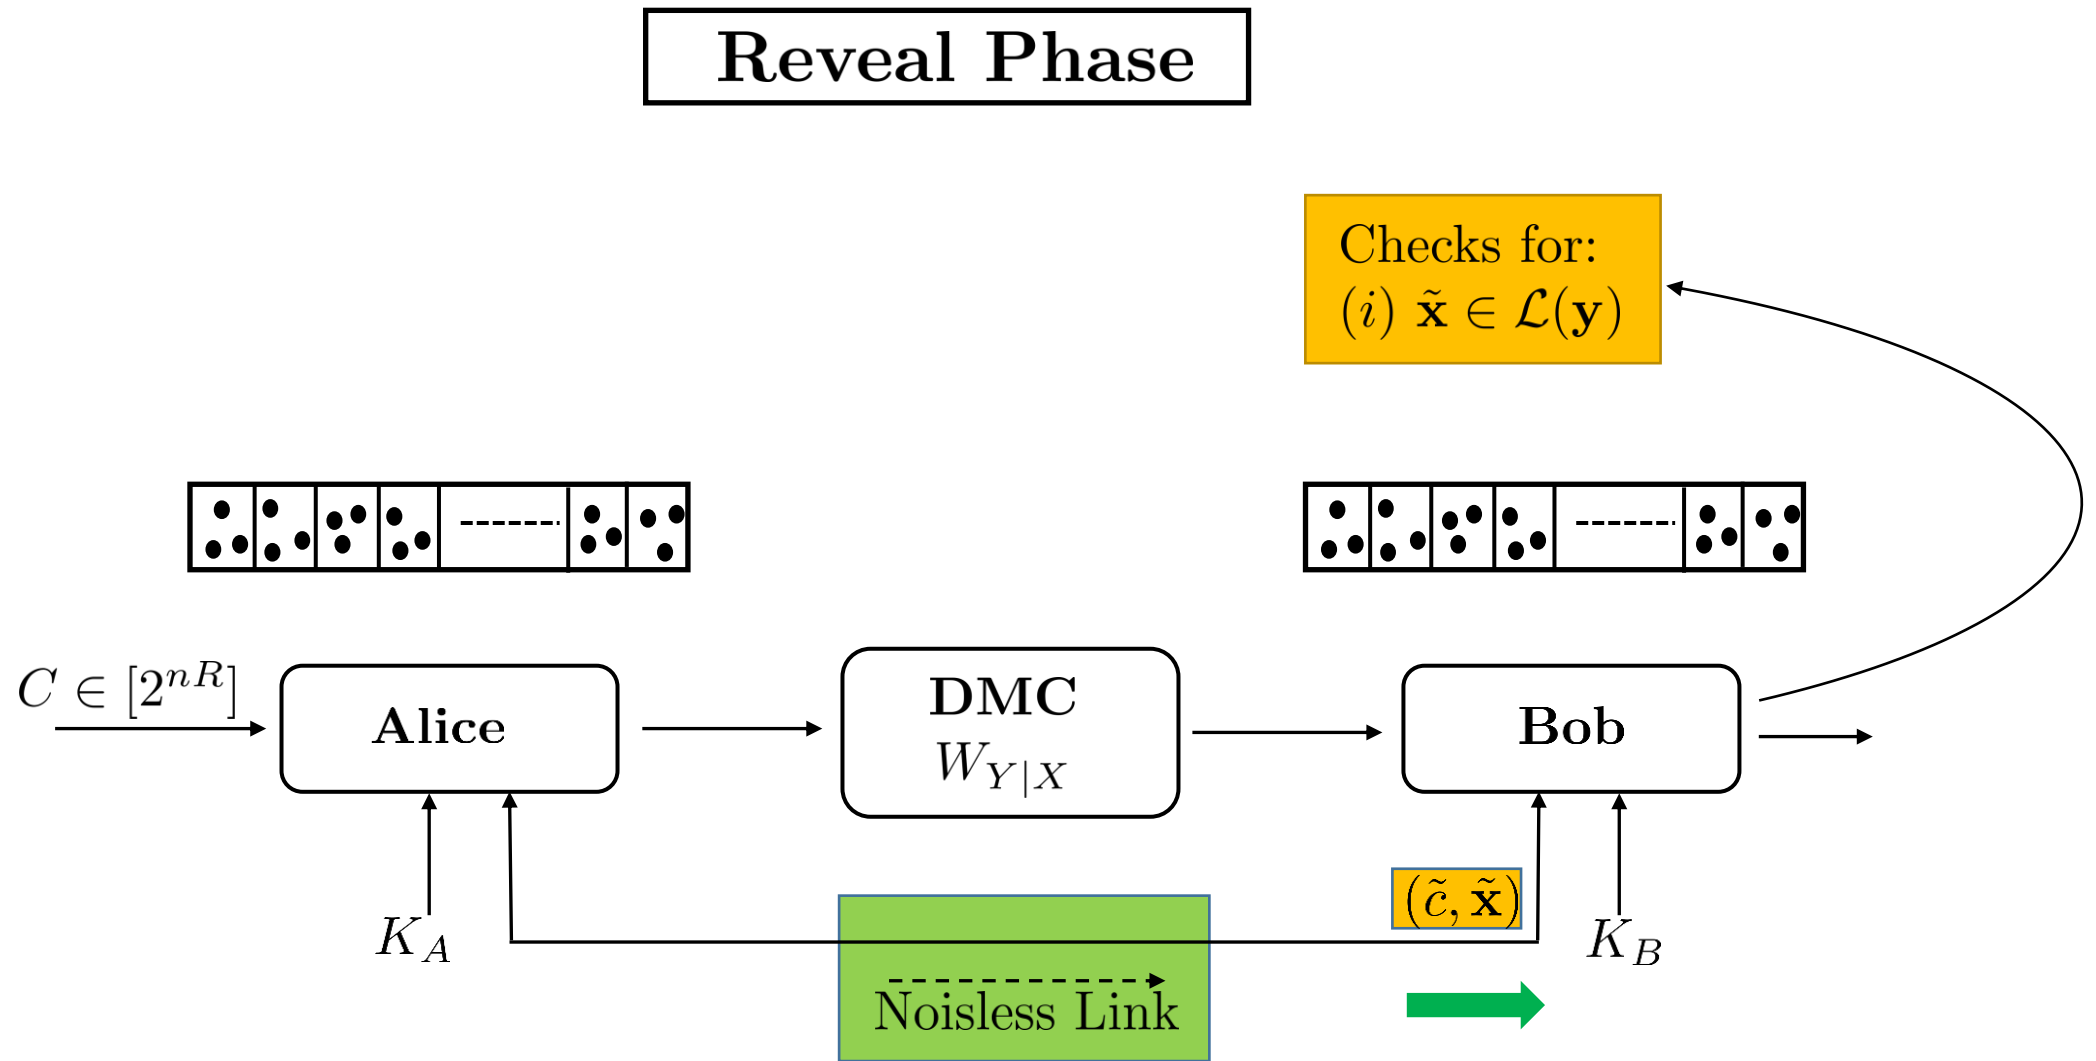 Reveal Phase
Checks for:
(i) x̃ ∈ ℒ(y)
C ∈ [2^{nR}]
Alice
DMC
W_{Y|X}
Bob
(c̃, x̃)
K_A
K_B
Noisless Link